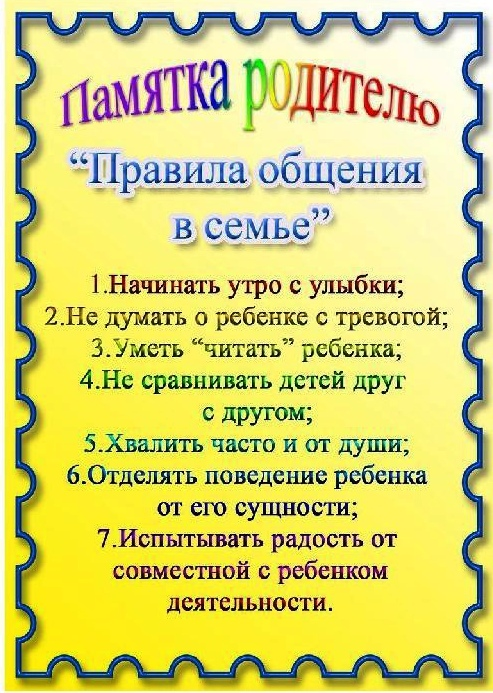 Памятка родителю
“Правила общения
в семье”
1.Начинать утро с улыбки;
2.Не думать о ребенке с тревогой;
3.Уметь “читать” ребенка;
4.Не сравнивать детей друг
с другом;
5.Хвалить часто и от души;
6.Отделять поведение ребенка
от его сущности;
7.Испытывать радость от
совместной с ребенком
деятельности.